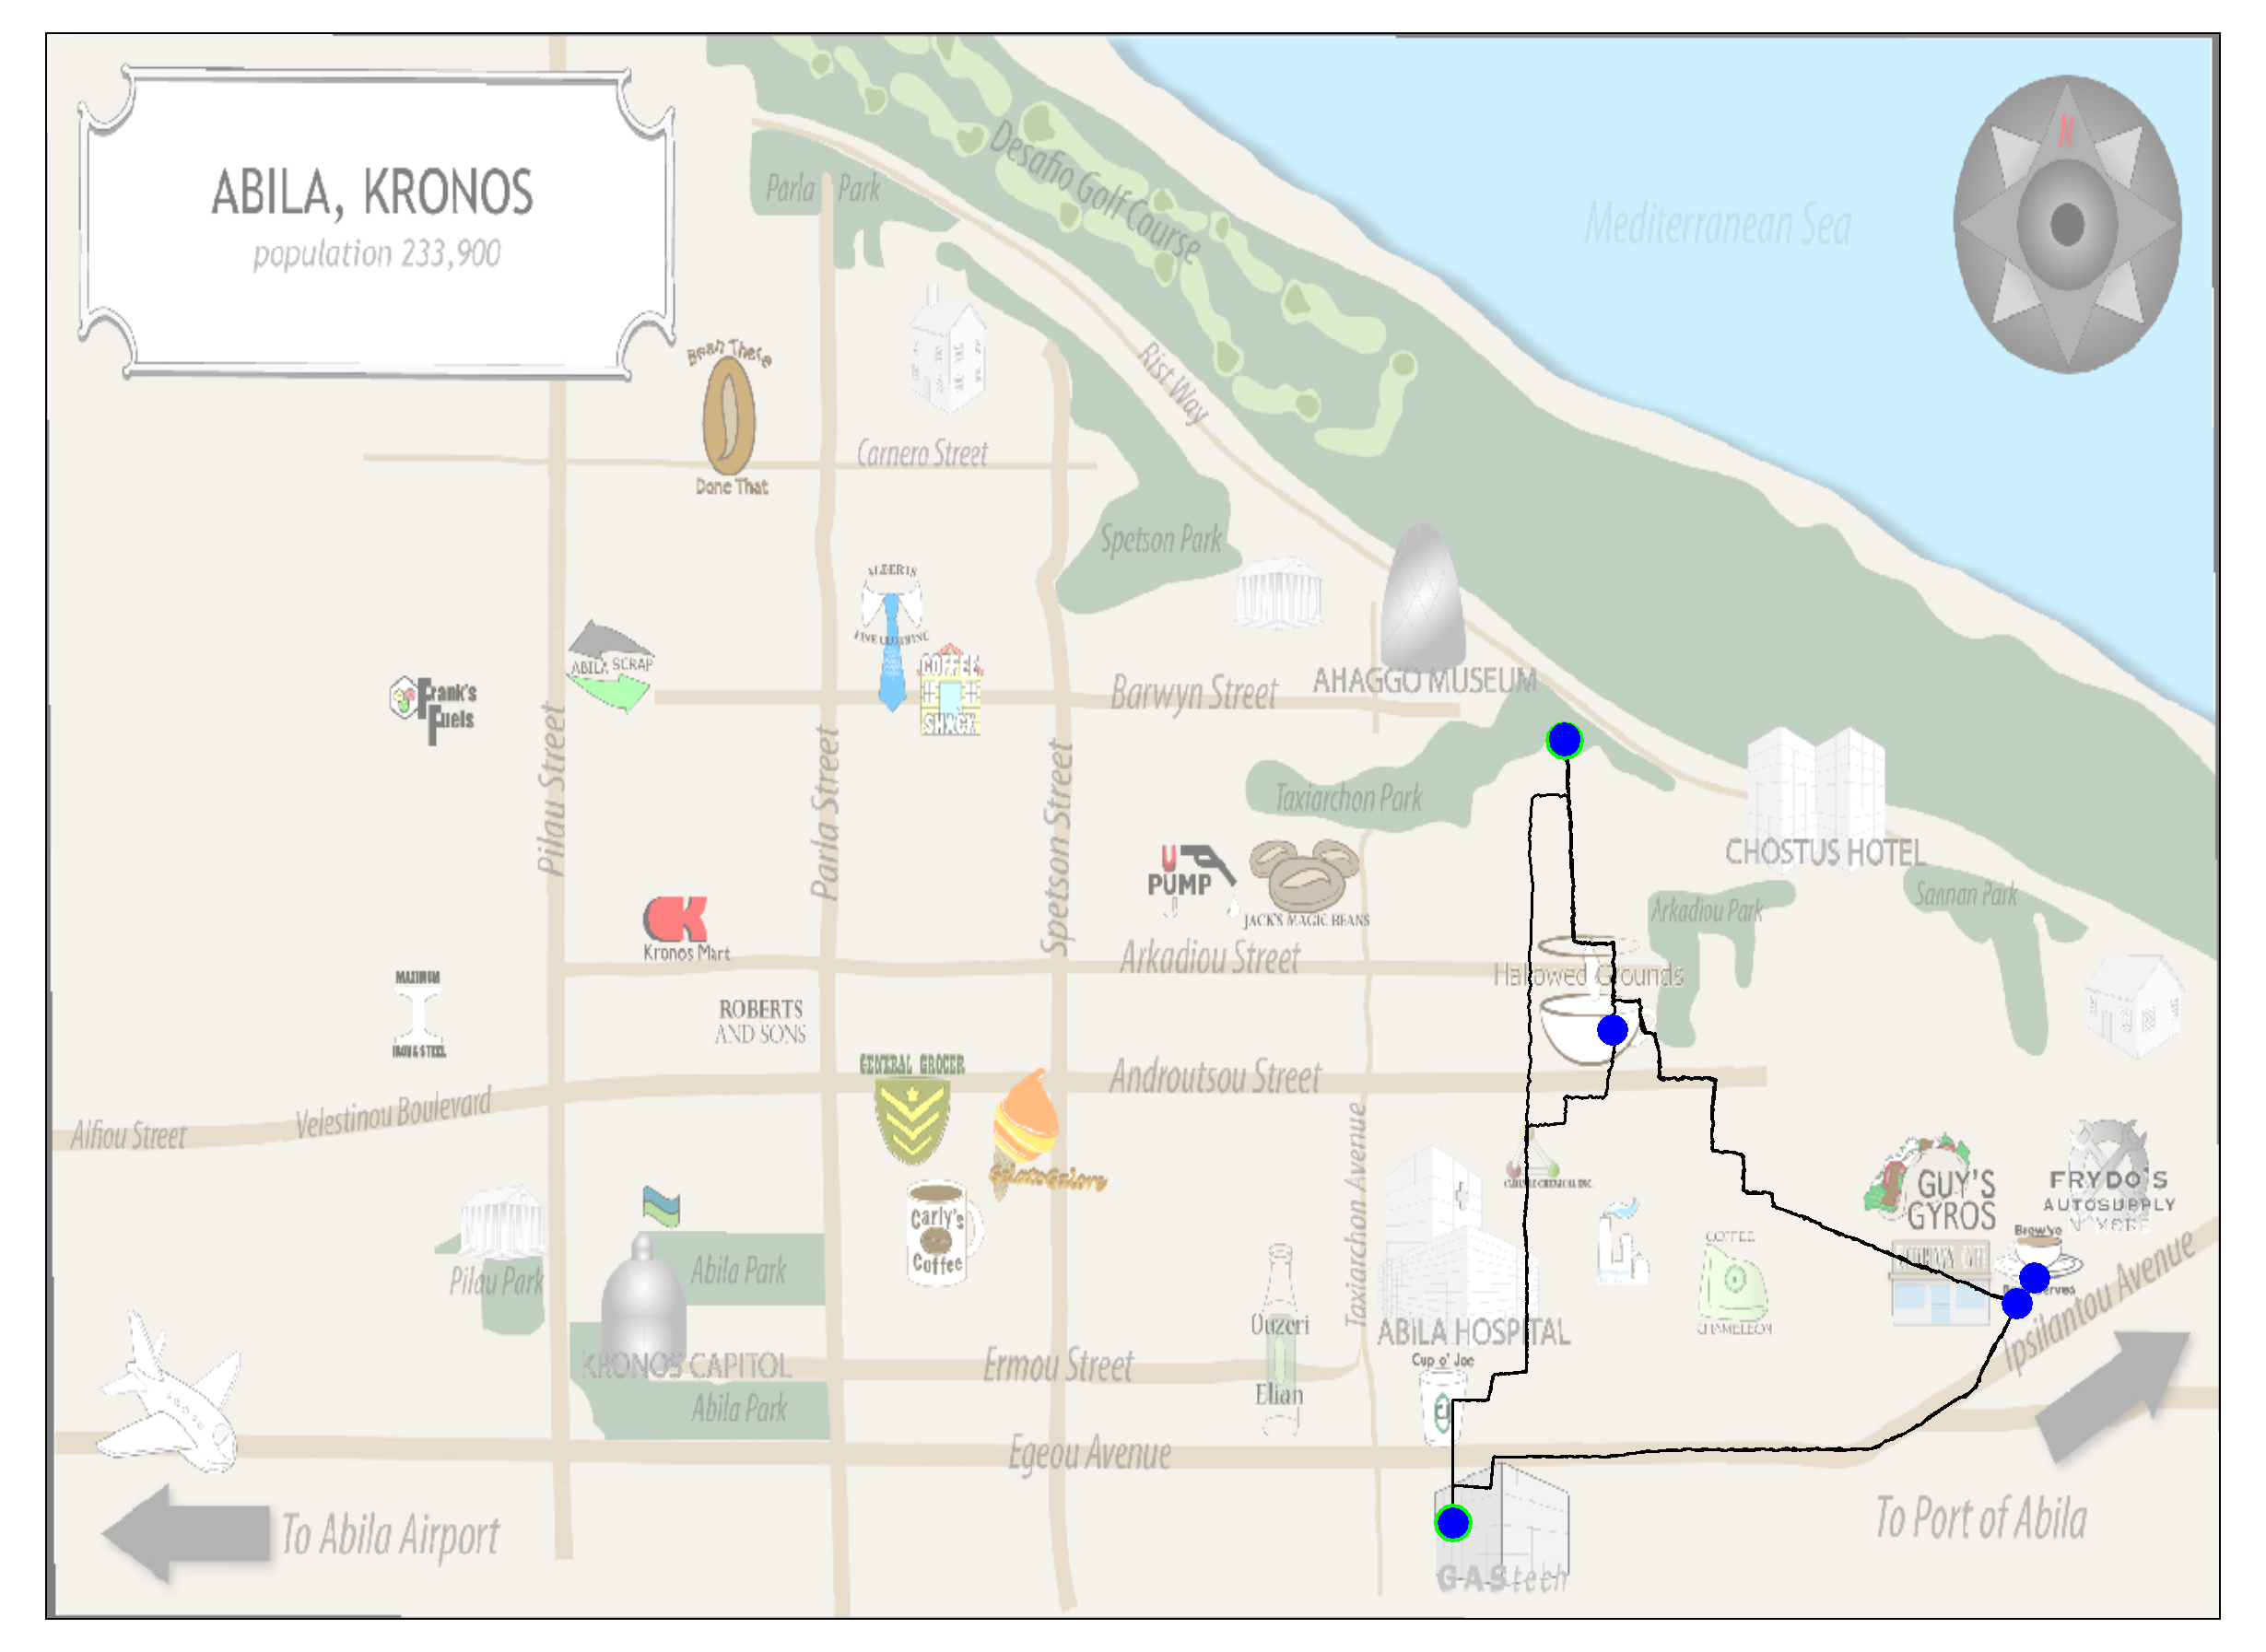 ABILA, KRONOS
population 233,900
N
Mediterranean Sea
Desafio Golf Course
Parla Park
Bean There
Done That
Rist Way
Carnero Street
Spetson Park
ALBERTS
FINE CLOTHING
COFFEE
SHACK
ABILA SCRAP
Frank's
Fuels
Barwyn Street
AHAGGO MUSEUM
Pilau Street
Parla Street
Spetson Street
Taxiarchon Park
CHOSTUS HOTEL
U
PUMP
JACK'S MAGIC BEANS
Arkadiou Park
Sannan Park
Kronos Mart
Arkadiou Street
Hallowed Grounds
MAXIMUM
IRON & STEEL
ROBERTS
AND SONS
GENERAL GROCER
Androutsou Street
Velestinou Boulevard
Alfiou Street
Taxiarchon Avenue
GelatoGalore
Carly's
Coffee
GUY'S
GYROS
FRYDO'S
AUTOSUPPLY
Brew've
COFFEE
CHAMELEON
Pilau Park
Abila Park
Ouzeri
Elian
ABILA HOSPITAL
Cup o' Joe
Ipsilantou Avenue
KRONOS CAPITOL
Ermou Street
Abila Park
Egeou Avenue
To Abila Airport
To Port of Abila
GAStech